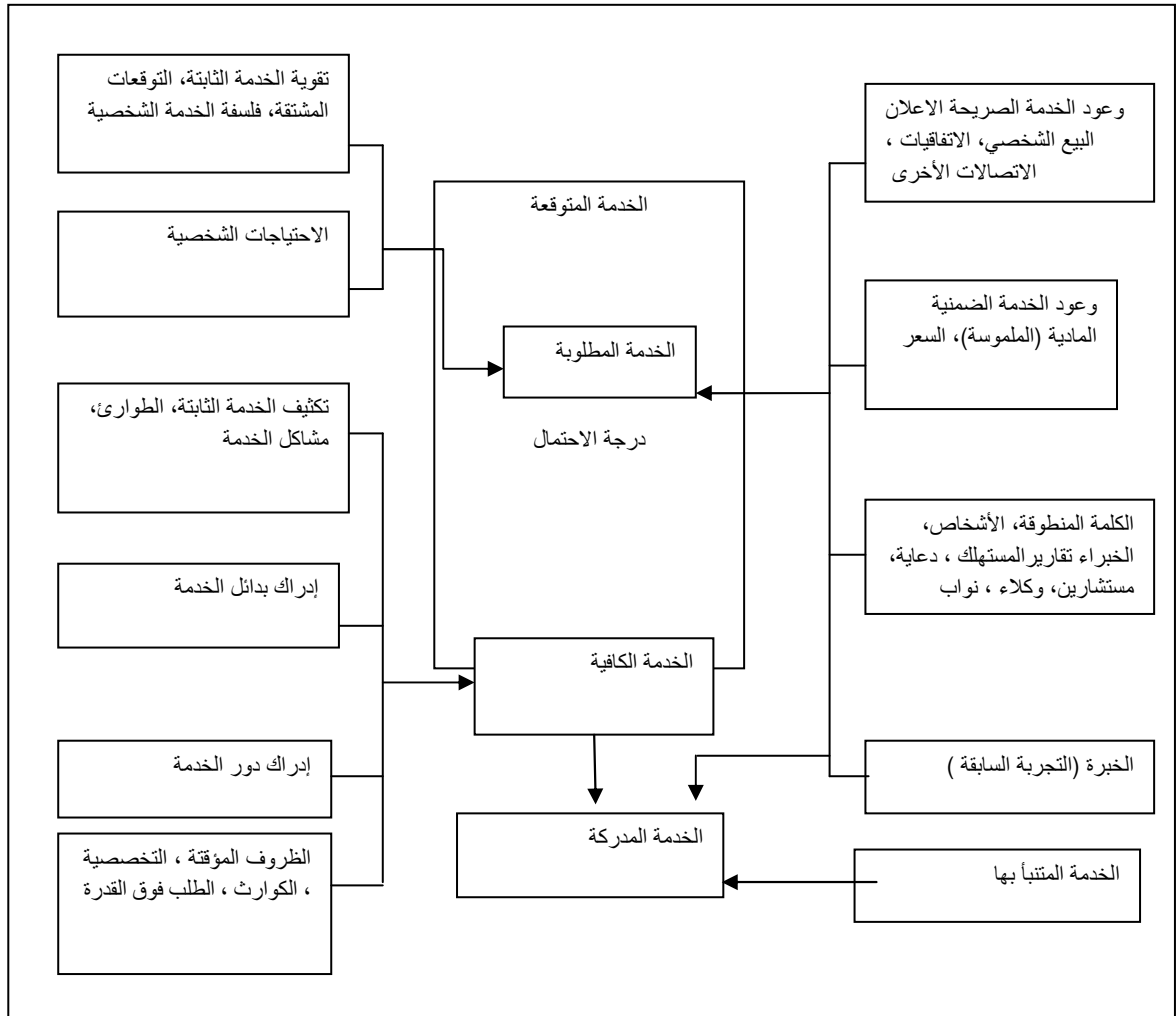 تقوية الخدمة الثابتة، التوقعات
المشتقة، فلسفة الخدمة الشخصية
وعود الخدمة الصريحة الاعلان
البيع الشخصي، الاتفاقيات ،
الاتصالات الأخرى
الخدمة المتوقعة
الاحتياجات الشخصية
وعود الخدمة الضمنية
المادية (الملموسة)، السعر
الخدمة المطلوبة
تكثيف الخدمة الثابتة، الطوارئ،
مشاكل الخدمة
درجة الاحتمال
الكلمة المنطوقة، الأشخاص،
الخبراء تقاريرالمستهلك ، دعاية،
مستشارين، وكلاء ، نواب
إدراك بدائل الخدمة
الخدمة الكافية
إدراك دور الخدمة
الخبرة (التجربة السابقة )
الخدمة المدركة
الظروف المؤقتة ، التخصصية
، الكوارث ، الطلب فوق القدرة
الخدمة المتنبأ بها